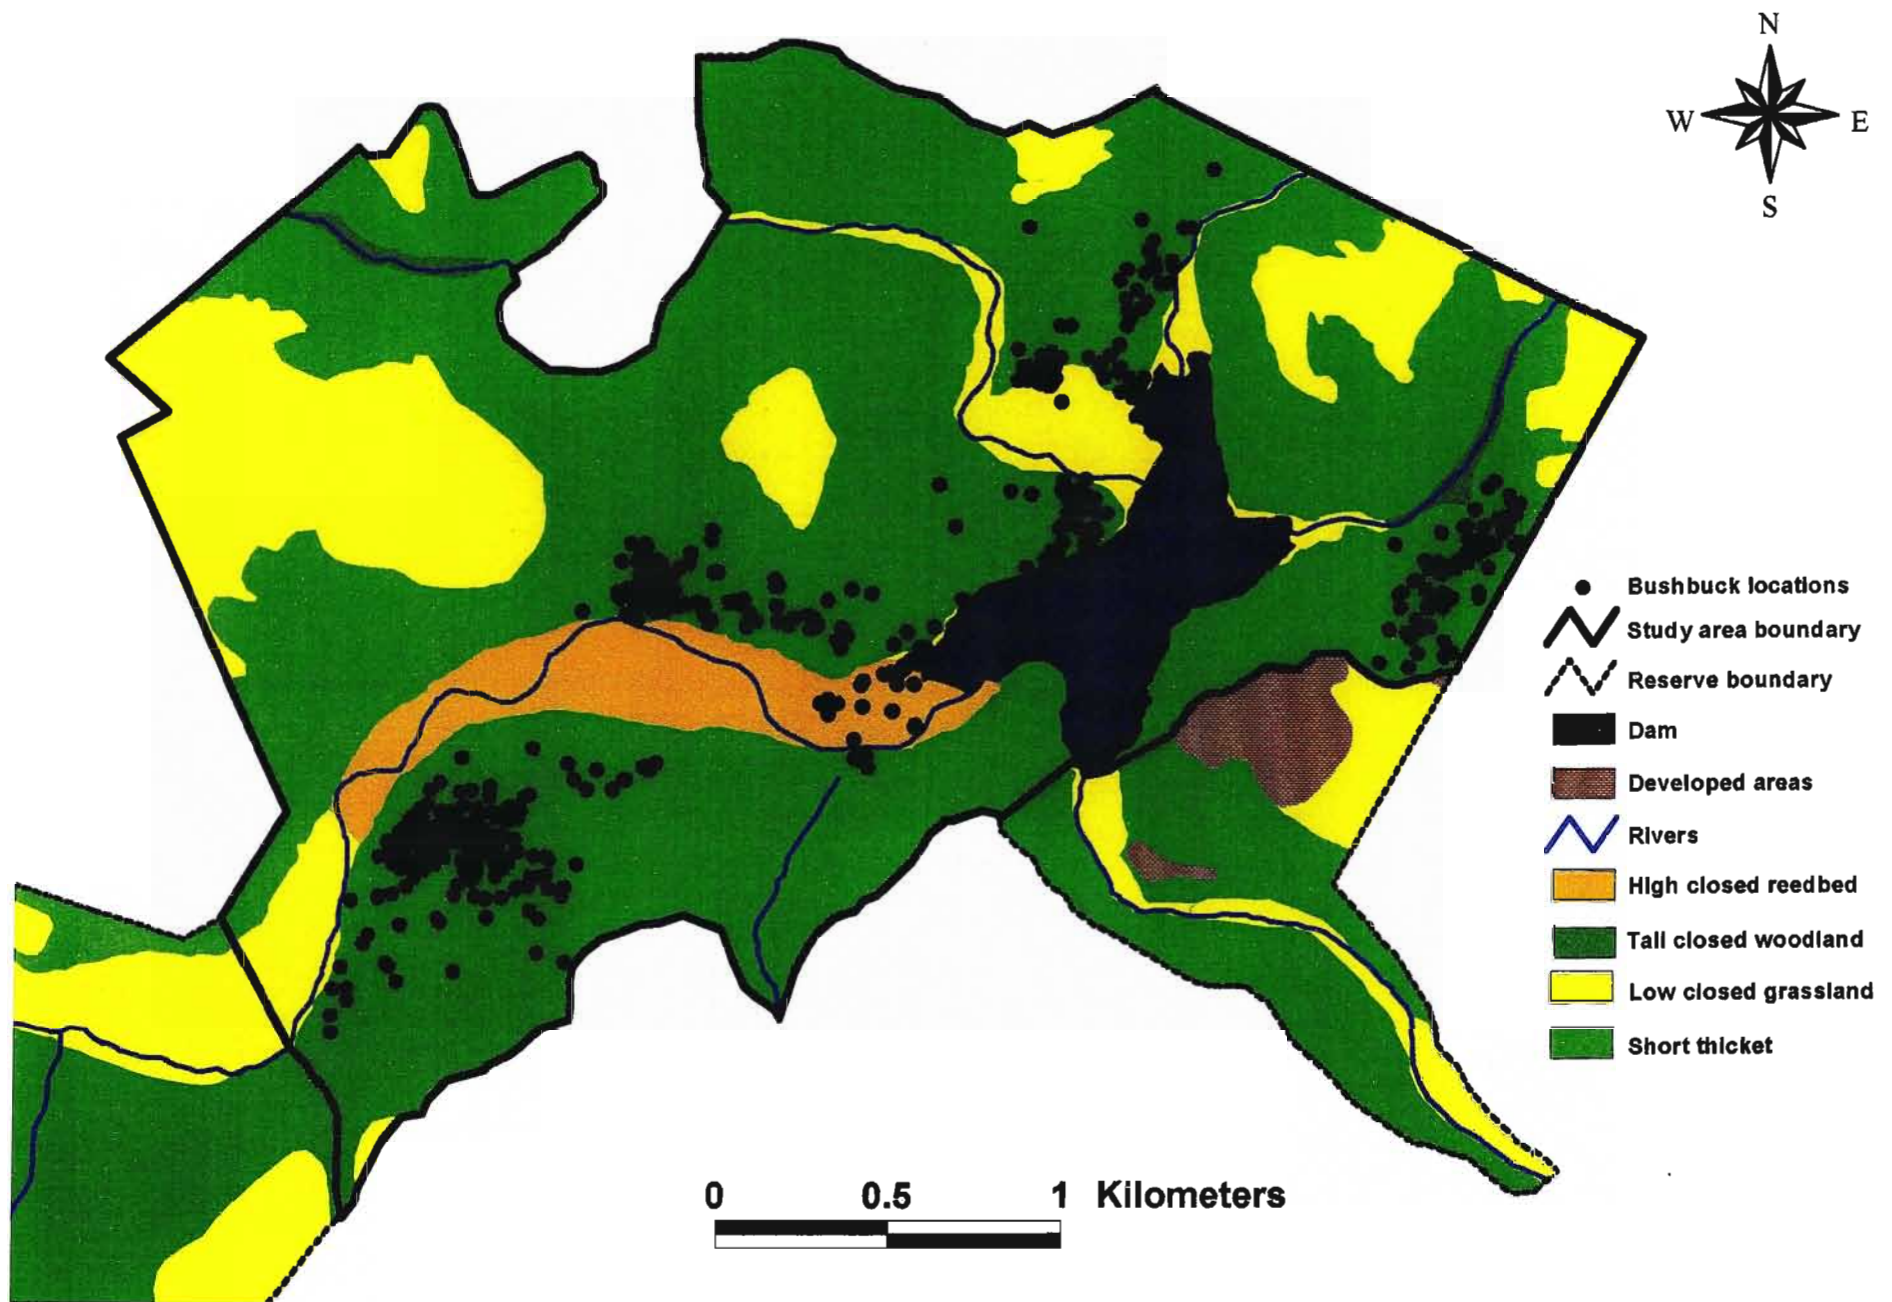 N
W E
S
Bushbuck locations
Study area boundary
Reserve boundary
Dam
Developed areas
Rivers
High closed reedbed
Tall closed woodland
Low closed grassland
Short thicket
0 0.5 1 Kilometers